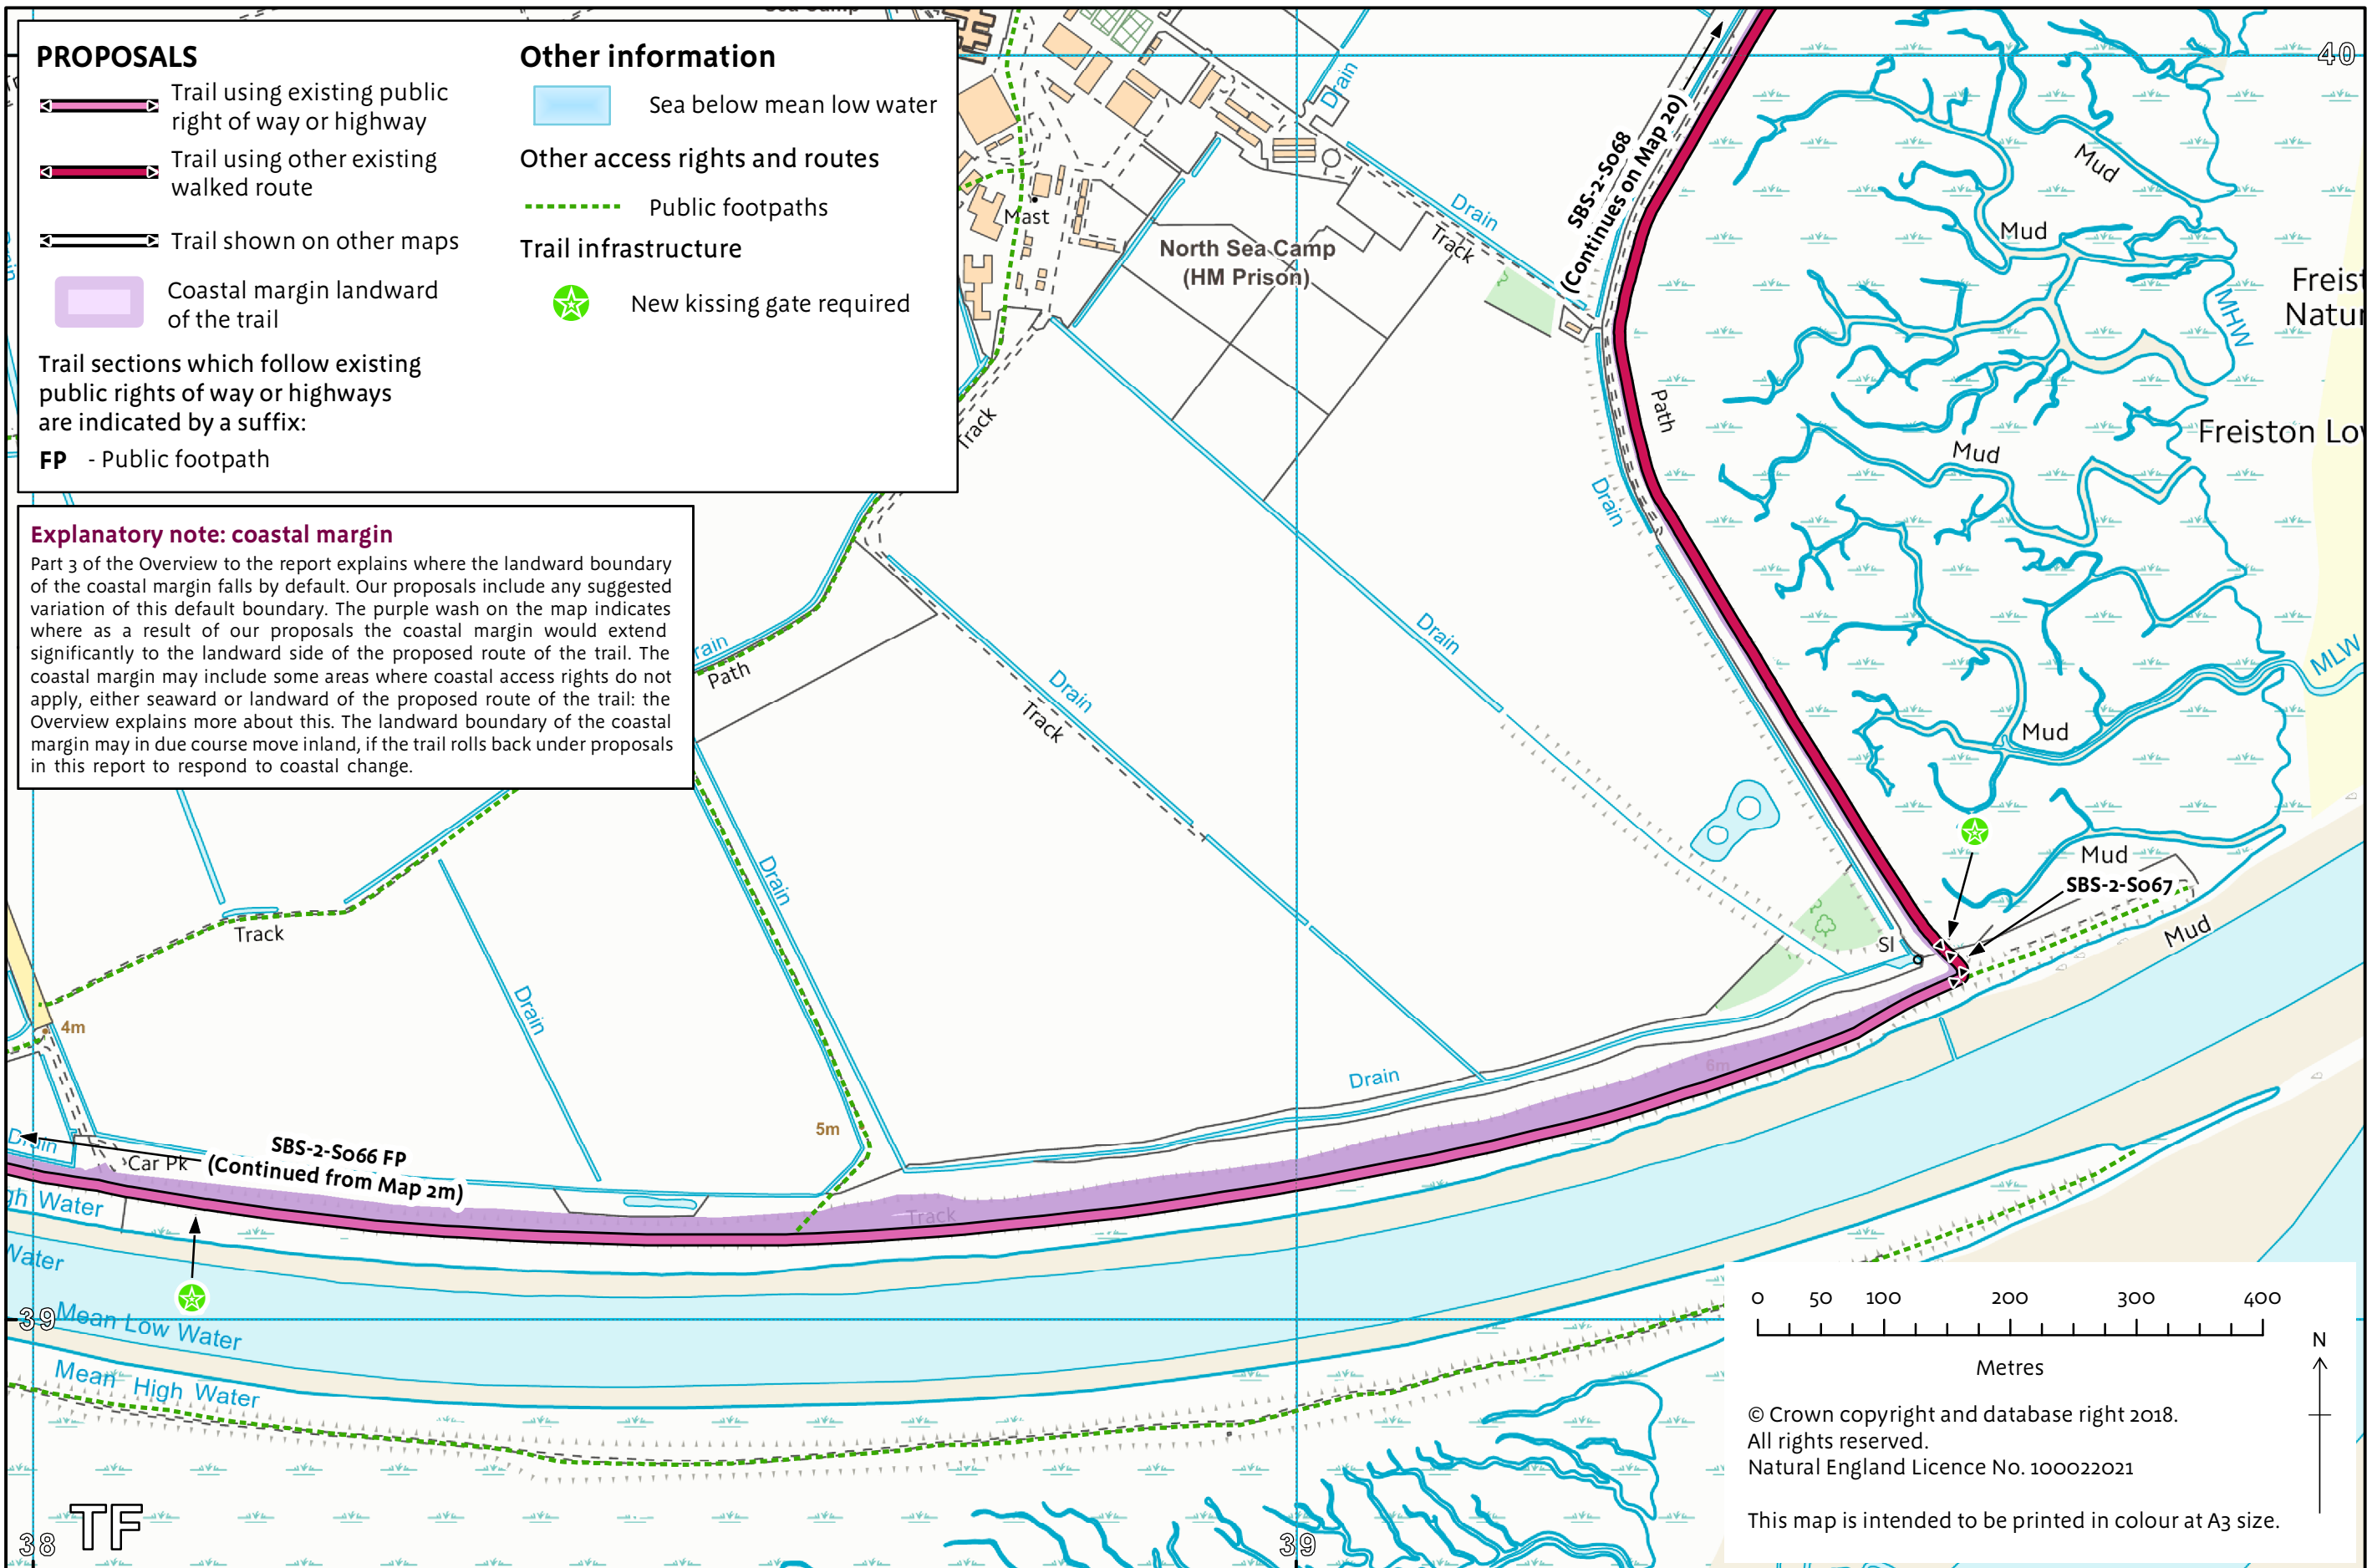 PROPOSALS
Trail using existing public
right of way or highway
Trail using other existing
walked route
Trail shown on other maps
Coastal margin landward
of the trail
Trail sections which follow existing
public rights of way or highways
are indicated by a suffix:
FP - Public footpath
Other information
Sea below mean low water
Other access rights and routes
Public footpaths
Trail infrastructure
New kissing gate required
Explanatory note: coastal margin
Part 3 of the Overview to the report explains where the landward boundary
of the coastal margin falls by default. Our proposals include any suggested
variation of this default boundary. The purple wash on the map indicates
where as a result of our proposals the coastal margin would extend
significantly to the landward side of the proposed route of the trail. The
coastal margin may include some areas where coastal access rights do not
apply, either seaward or landward of the proposed route of the trail: the
Overview explains more about this. The landward boundary of the coastal
margin may in due course move inland, if the trail rolls back under proposals
in this report to respond to coastal change.
40
Drain
Mast
North Sea Camp
(HM Prison)
Drain
Track
SBS-2-S068
(Continues on Map 20)
Mud
Mud
MHW
Freist
Natur
Freiston Lo
Path
Mud
Drain
Track
Drain
MLW
rain
Path
Drain
Track
Mud
Mud
SBS-2-S067
Mud
Drain
Track
Sl
Drain
4m
6m
Drain
5m
Drain
SBS-2-S066 FP
(Continued from Map 2m)
Car Pk
gh Water
Track
Water
39
Mean Low Water
Mean High Water
0 50 100 200 300 400
Metres
N
© Crown copyright and database right 2018.
All rights reserved.
Natural England Licence No. 100022021
This map is intended to be printed in colour at A3 size.
TF
38
39